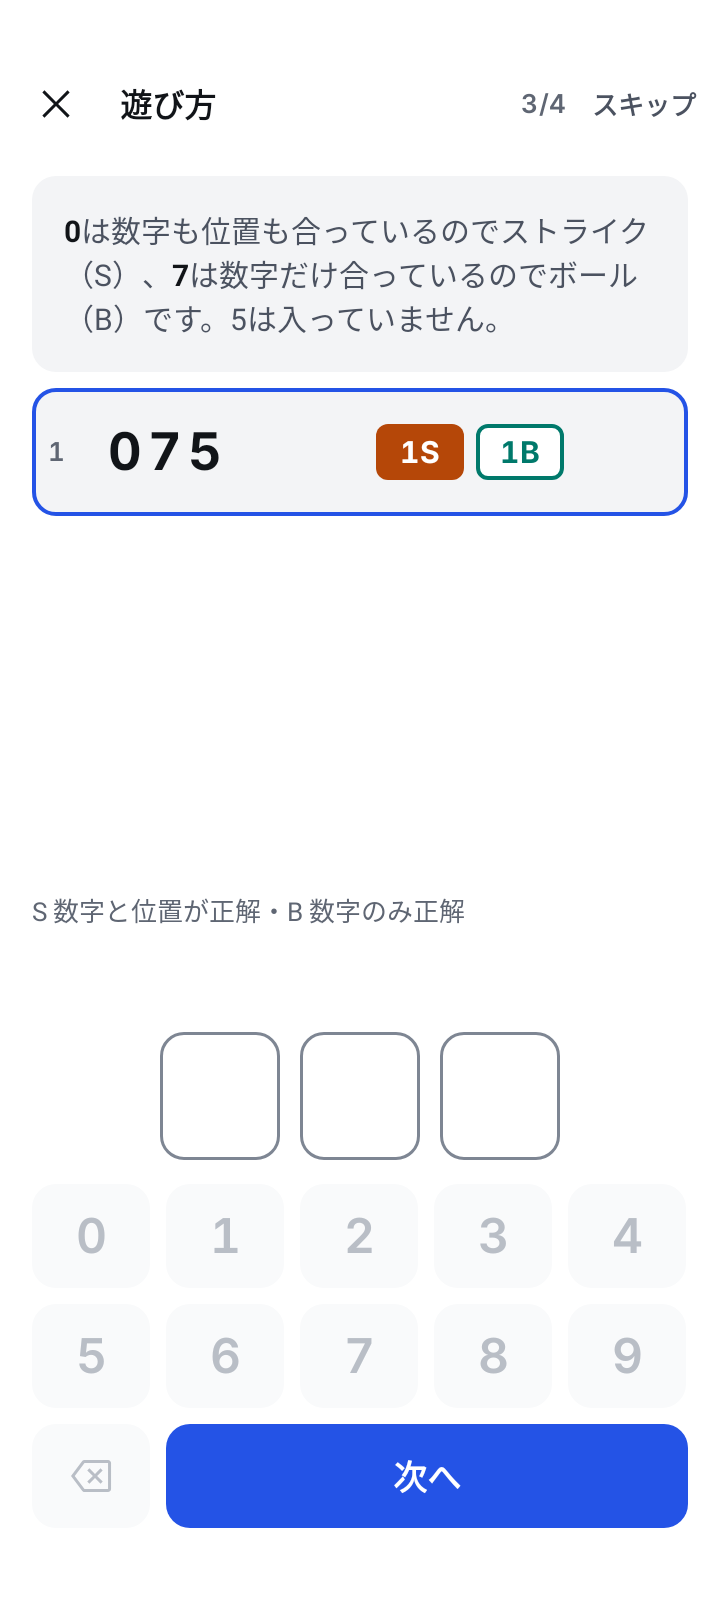 遊び方
3/4 スキップ
0は数字も位置も合っているのでストライク
（S）、7は数字だけ合っているのでボール
（B）です。5は入っていません。
1 075 1S 1B
S 数字と位置が正解・B 数字のみ正解
0 1 2 3 4
5 6 7 8 9
次へ